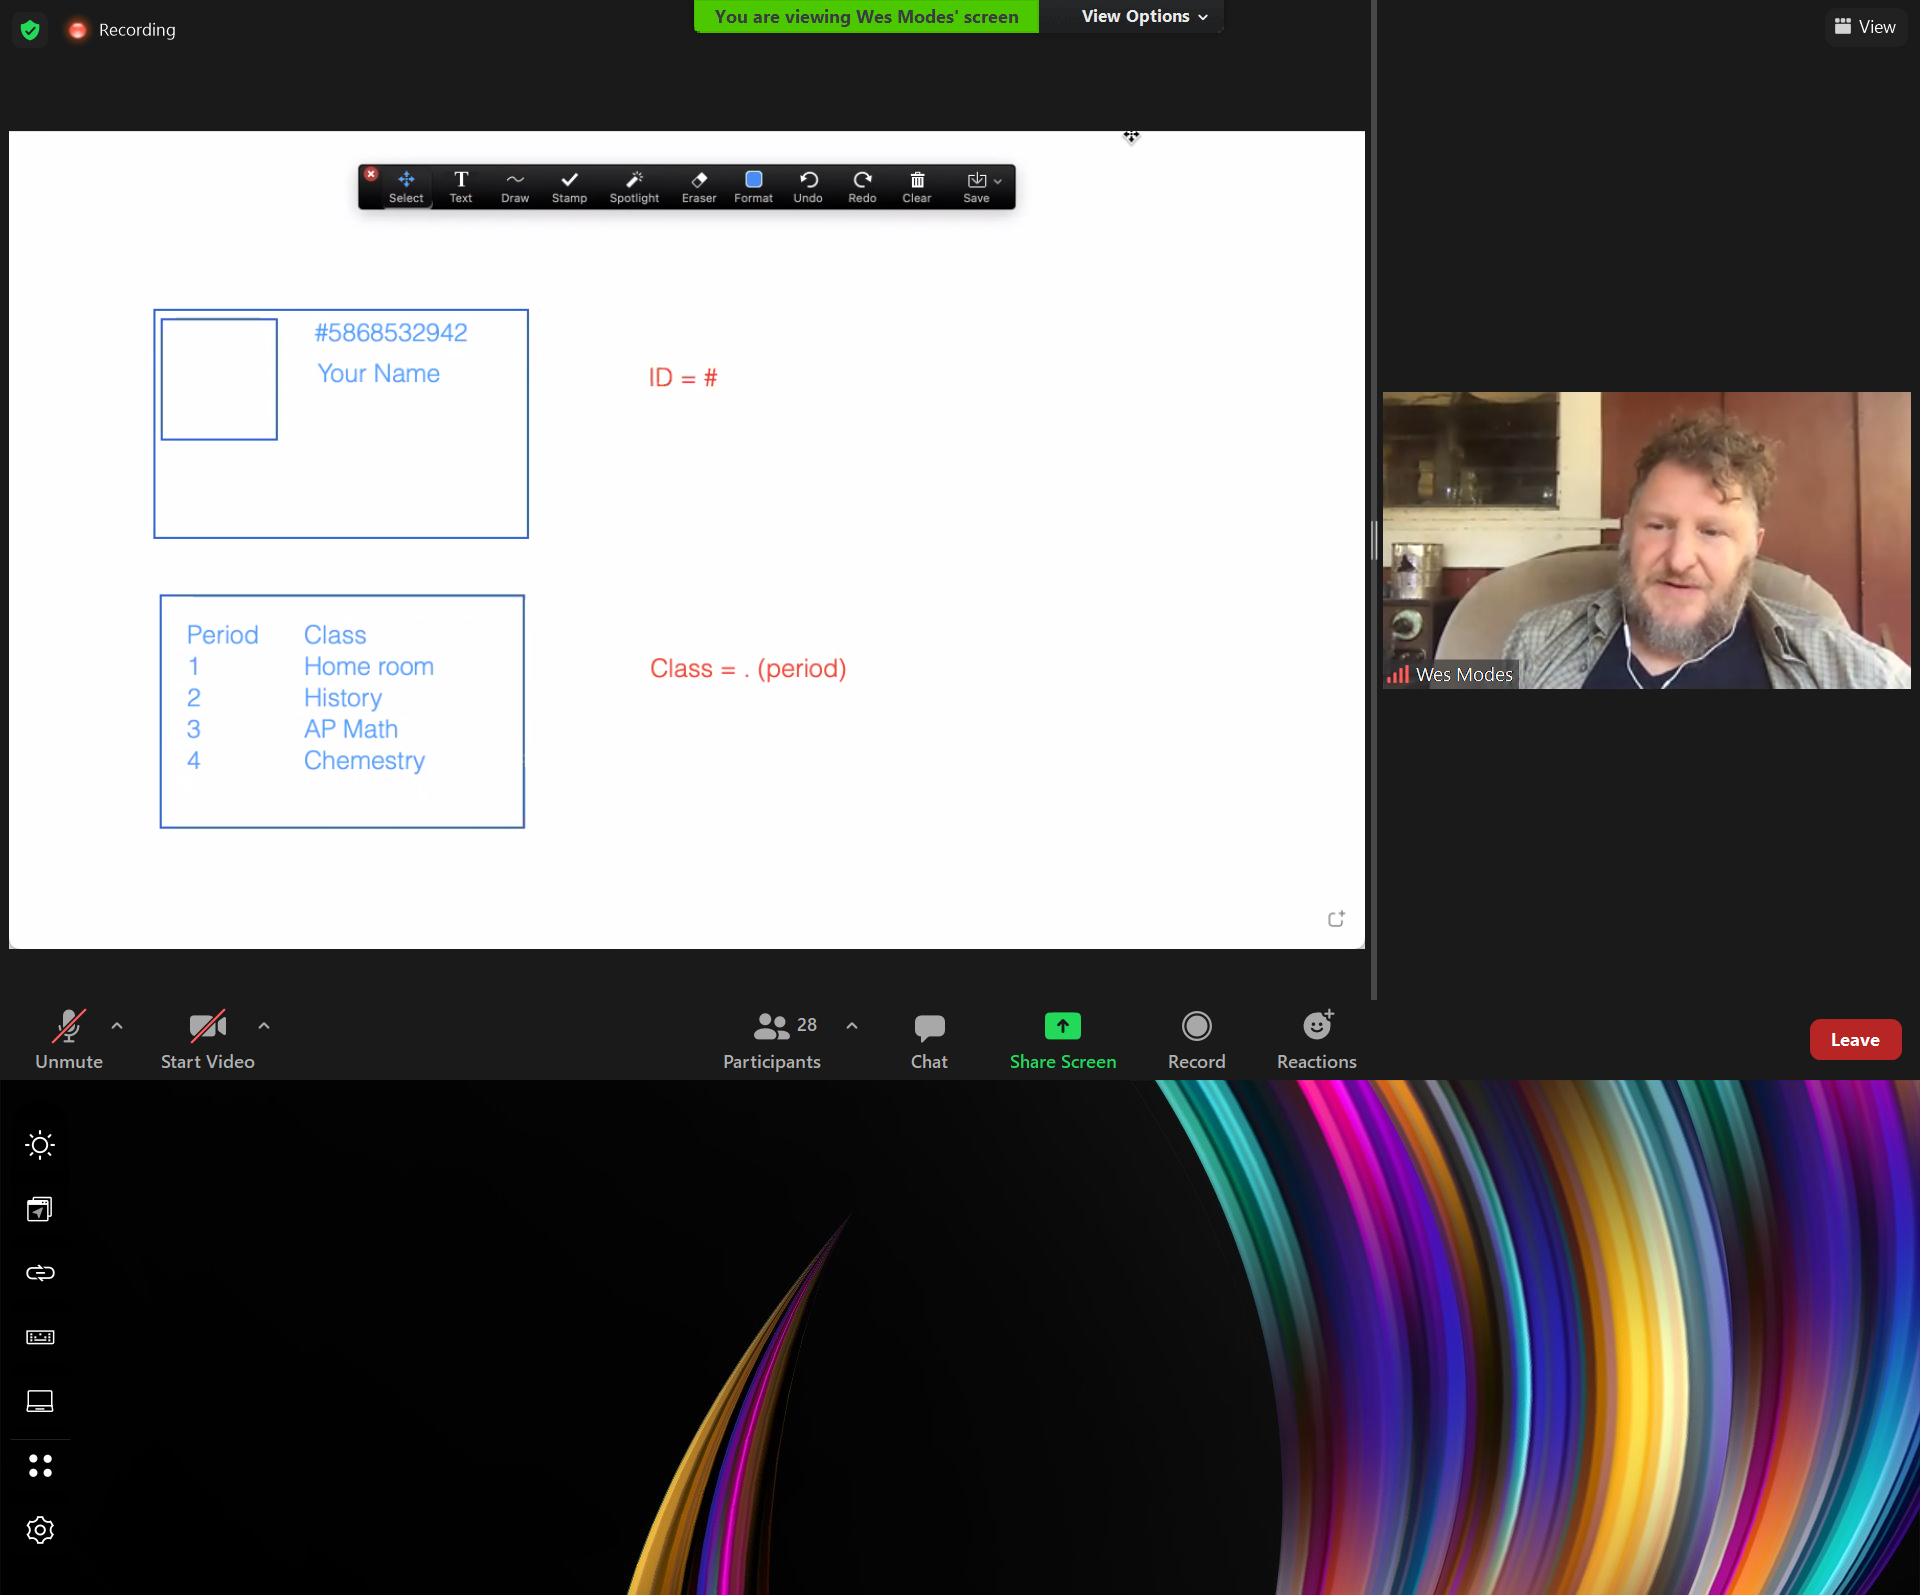 Recording
You are viewing Wes Modes' screen
View Options
View
Select
Text
Draw
Stamp
Spotlight
Eraser
Format
Undo
Redo
Clear
Save
#5868532942
Your Name
ID = #
Period Class
1 Home room
2 History
3 AP Math
4 Chemestry
Class = . (period)
Wes Modes
Unmute
Start Video
28
Participants
Chat
Share Screen
Record
Reactions
Leave